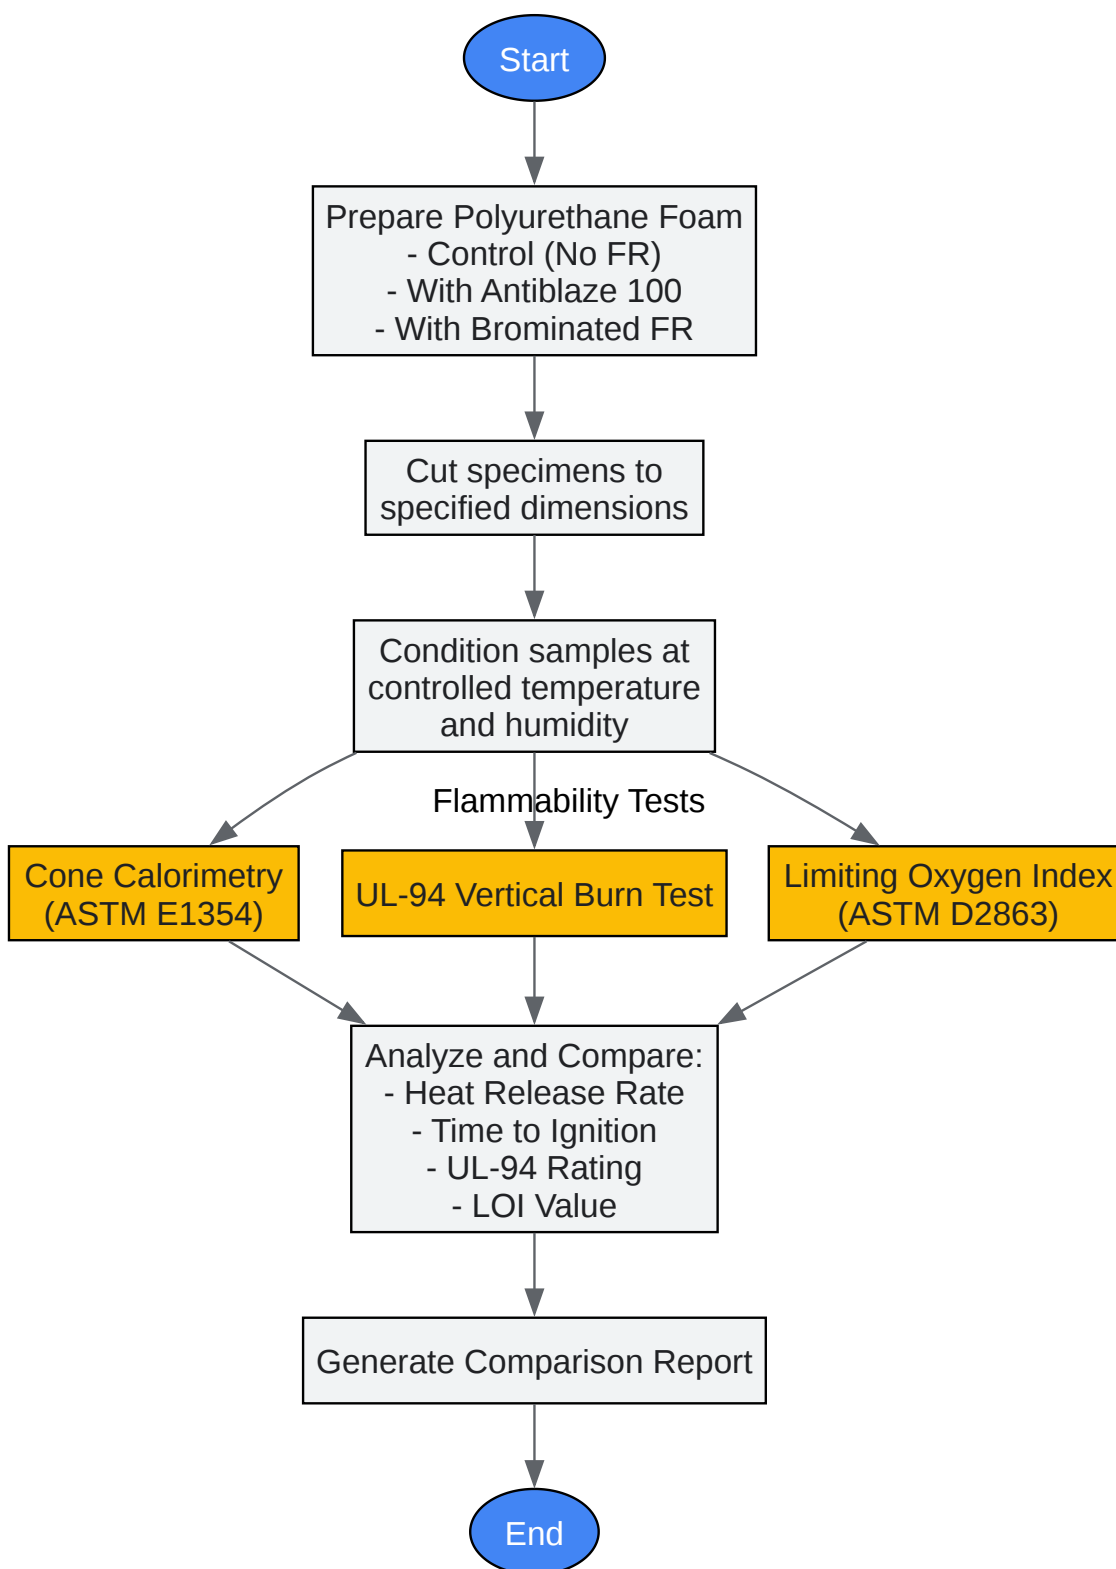 Start
Prepare Polyurethane Foam
- Control (No FR)
- With Antiblaze 100
- With Brominated FR
Cut specimens to
specified dimensions
Condition samples at
controlled temperature
and humidity
Flammability Tests
Cone Calorimetry
(ASTM E1354)
UL-94 Vertical Burn Test
Limiting Oxygen Index
(ASTM D2863)
Analyze and Compare:
- Heat Release Rate
- Time to Ignition
- UL-94 Rating
- LOI Value
Generate Comparison Report
End